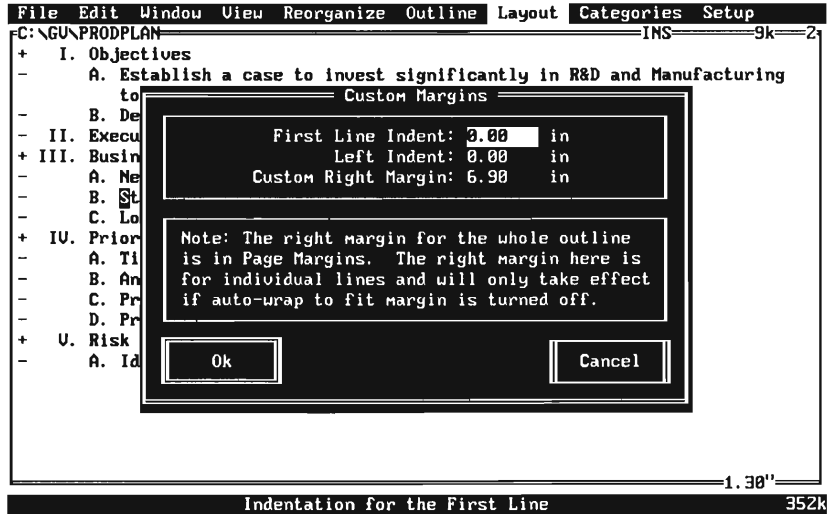 File Edit Window View Reorganize Outline Layout Categories Setup
C:\GV\PRODPLAN INS 9k 2
+ I. Objectives
- A. Establish a case to invest significantly in R&D and Manufacturing
to
- B. De
- II. Execu
+ III. Busin
- A. Ne
- B. St
- C. Lo
+ IV. Prior
- A. Ti
- B. An
- C. Pr
- D. Pr
+ V. Risk
- A. Id
Custom Margins
First Line Indent: 0.00 in
Left Indent: 0.00 in
Custom Right Margin: 6.90 in
Note: The right margin for the whole outline
is in Page Margins. The right margin here is
for individual lines and will only take effect
if auto-wrap to fit margin is turned off.
Ok Cancel
1.30"
Indentation for the First Line 352k